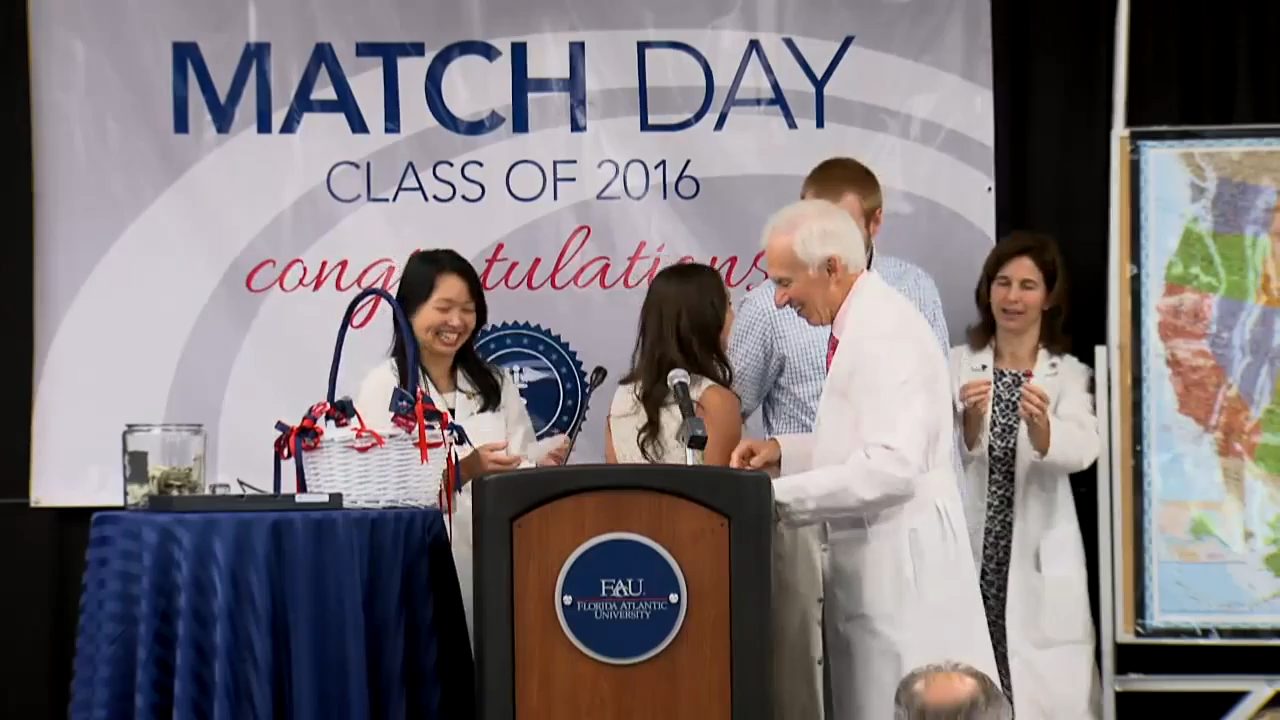 MATCH DAY
CLASS OF 2016
congratulations
FAU
FLORIDA ATLANTIC
UNIVERSITY